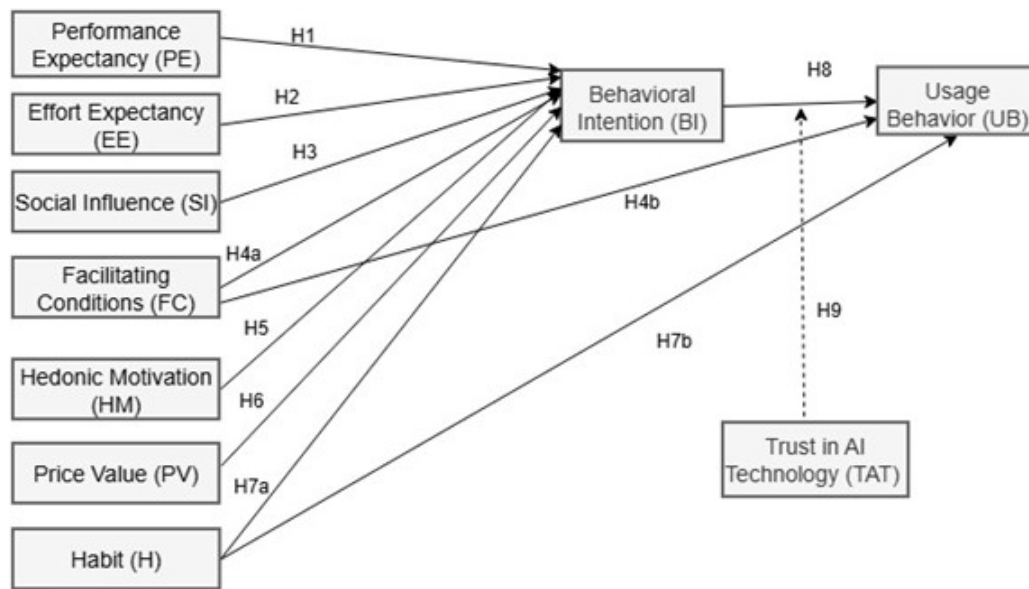 Performance
Expectancy (PE)
H1
Effort Expectancy
(EE)
H2
Social Influence (SI)
H3
Facilitating
Conditions (FC)
H4a
Hedonic Motivation
(HM)
H5
Price Value (PV)
H6
Habit (H)
H7a
Behavioral
Intention (BI)
H8
Usage
Behavior (UB)
H4b
H7b
H9
Trust in AI
Technology (TAT)